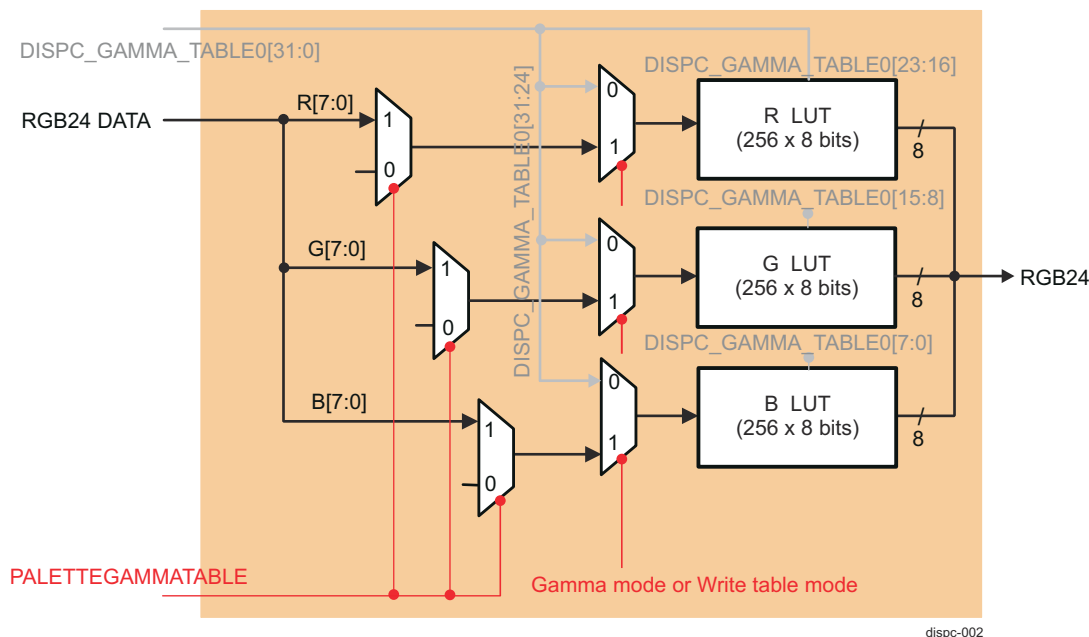 DISPC_GAMMA_TABLE0[31:0]
DISPC_GAMMA_TABLE0[31:24]
DISPC_GAMMA_TABLE0[23:16]
RGB24 DATA
R[7:0]
1
0
0
1
R LUT
(256 x 8 bits)
8
DISPC_GAMMA_TABLE0[15:8]
G[7:0]
1
0
0
1
G LUT
(256 x 8 bits)
8
RGB24
DISPC_GAMMA_TABLE0[7:0]
B[7:0]
1
0
0
1
B LUT
(256 x 8 bits)
8
PALETTEGAMMATABLE
Gamma mode or Write table mode
dispc-002